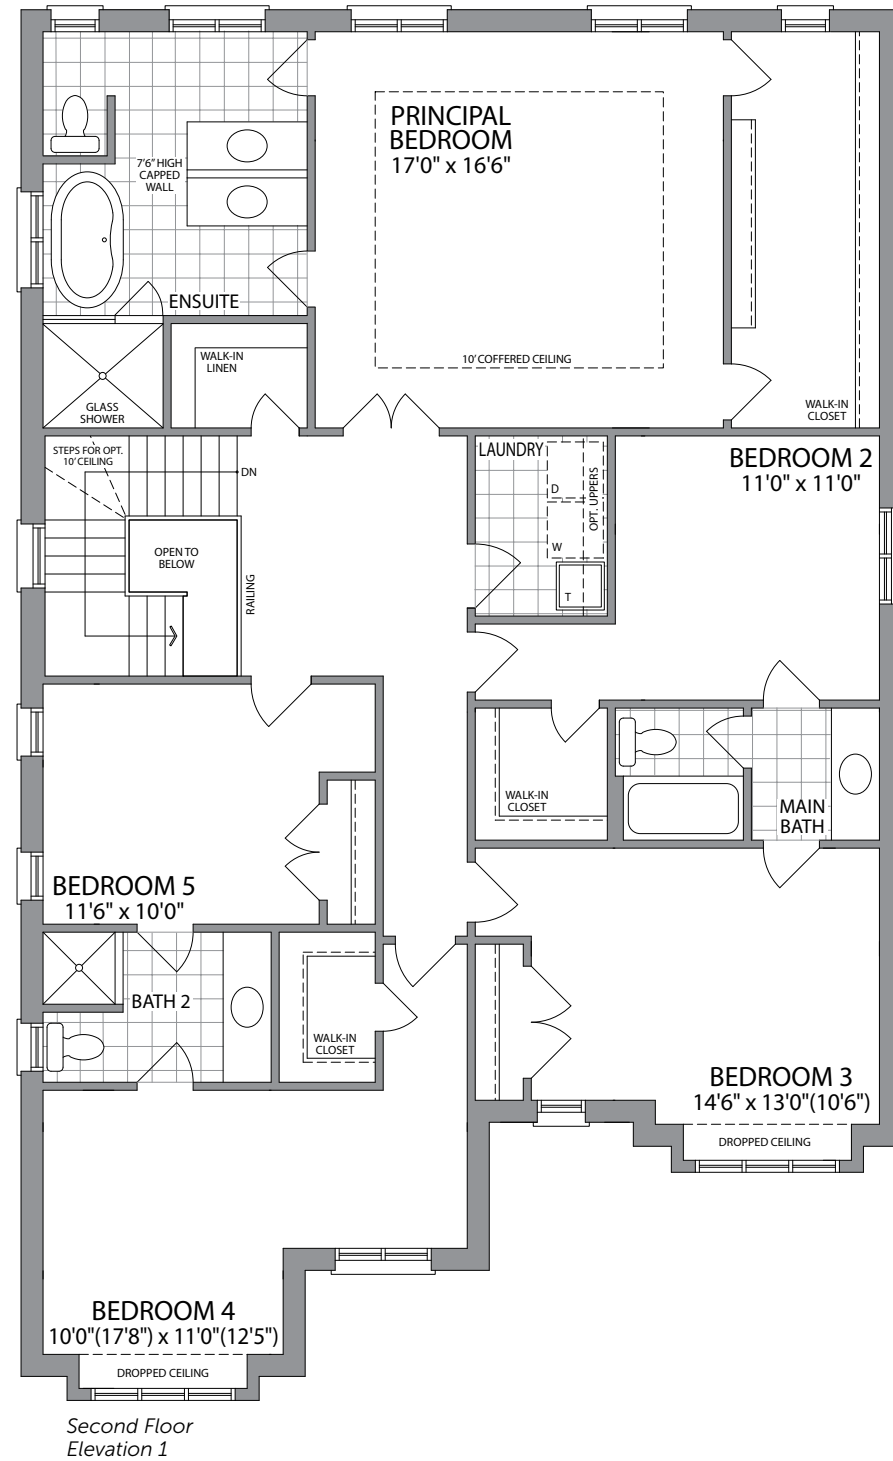 PRINCIPAL
BEDROOM
17'0" x 16'6"
7'6" HIGH
CAPPED
WALL
ENSUITE
WALK-IN
LINEN
10' COFFERED CEILING
GLASS
SHOWER
WALK-IN
CLOSET
STEPS FOR OPT.
10' CEILING
DN
OPEN TO
BELOW
RAILING
LAUNDRY
D
W
OPT. UPPERS
T
BEDROOM 2
11'0" x 11'0"
WALK-IN
CLOSET
MAIN
BATH
BEDROOM 5
11'6" x 10'0"
BATH 2
WALK-IN
CLOSET
BEDROOM 3
14'6" x 13'0"(10'6")
DROPPED CEILING
BEDROOM 4
10'0"(17'8") x 11'0"(12'5")
DROPPED CEILING
Second Floor
Elevation 1